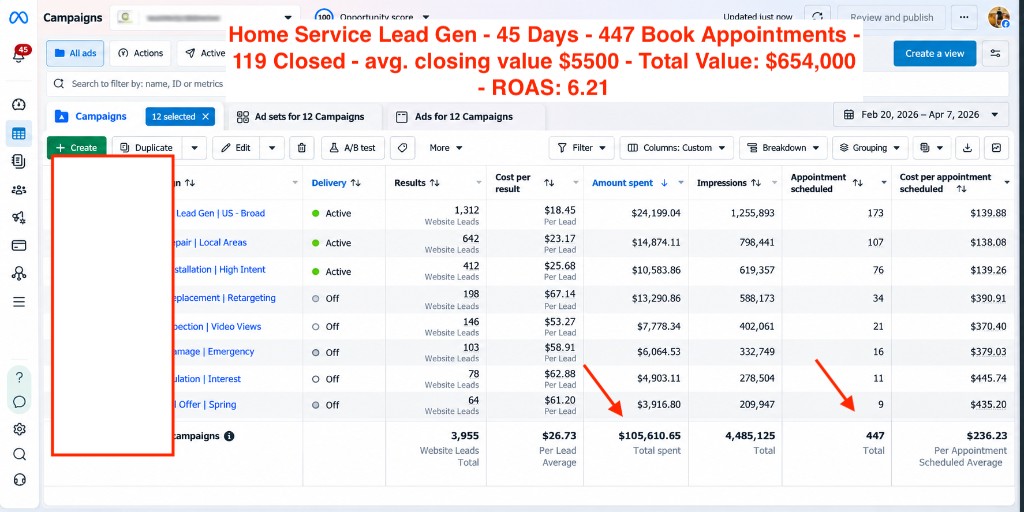 Campaigns
100 Opportunity score
Updated just now
Review and publish
45
Home Service Lead Gen - 45 Days - 447 Book Appointments -
119 Closed - avg. closing value $5500 - Total Value: $654,000
- ROAS: 6.21
All ads
Actions
Active
Create a view
Search to filter by: name, ID or metrics
Campaigns
12 selected ×
Ad sets for 12 Campaigns
Ads for 12 Campaigns
Feb 20, 2026 – Apr 7, 2026
+ Create
Duplicate
Edit
A/B test
More
Filter
Columns: Custom
Breakdown
Grouping
Delivery
Results
Cost per result
Amount spent
Impressions
Appointment scheduled
Cost per appointment scheduled
Lead Gen | US - Broad Active 1,312 $18.45 $24,199.04 1,255,893 173 $139.88
Website Leads Per Lead
epair | Local Areas Active 642 $23.17 $14,874.11 798,441 107 $138.08
Website Leads Per Lead
stallation | High Intent Active 412 $25.68 $10,583.86 619,357 76 $139.26
Website Leads Per Lead
eplacement | Retargeting Off 198 $67.14 $13,290.86 588,173 34 $390.91
Website Leads Per Lead
pection | Video Views Off 146 $53.27 $7,778.34 402,061 21 $370.40
Website Leads Per Lead
amage | Emergency Off 103 $58.91 $6,064.53 332,749 16 $379.03
Website Leads Per Lead
ulation | Interest Off 78 $62.88 $4,903.11 278,504 11 $445.74
Website Leads Per Lead
l Offer | Spring Off 64 $61.20 $3,916.80 209,947 9 $435.20
Website Leads Per Lead
campaigns 3,955 $26.73 $105,610.65 4,485,125 447 $236.23
Website Leads Per Lead Total spent Total Total Per Appointment
Total Average Scheduled Average